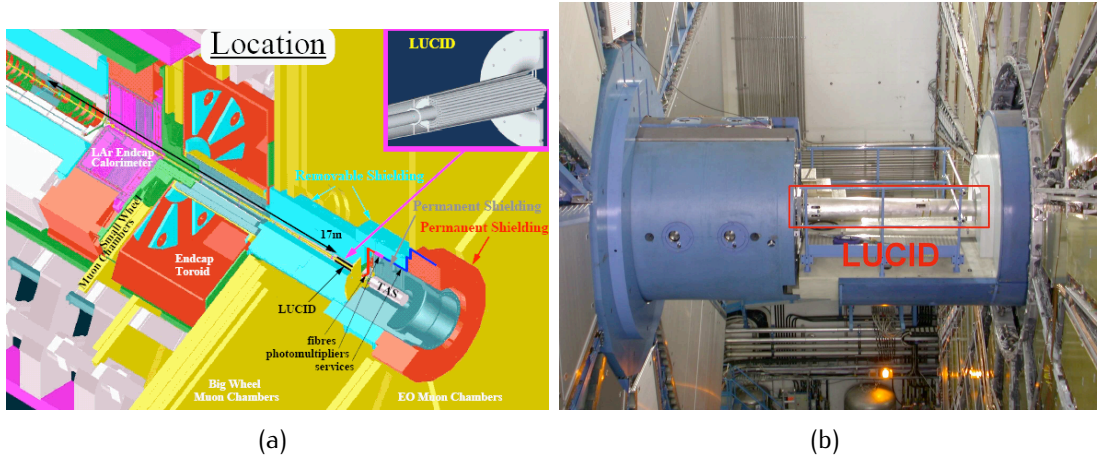 Location
LUCID
LAr Endcap
Calorimeter
Removable Shielding
Small Wheel
Muon Chambers
Permanent Shielding
Permanent Shielding
17m
Endcap
Toroid
TAS
LUCID
fibres
photomultipliers
services
Big Wheel
Muon Chambers
EO Muon Chambers
(a)
LUCID
(b)